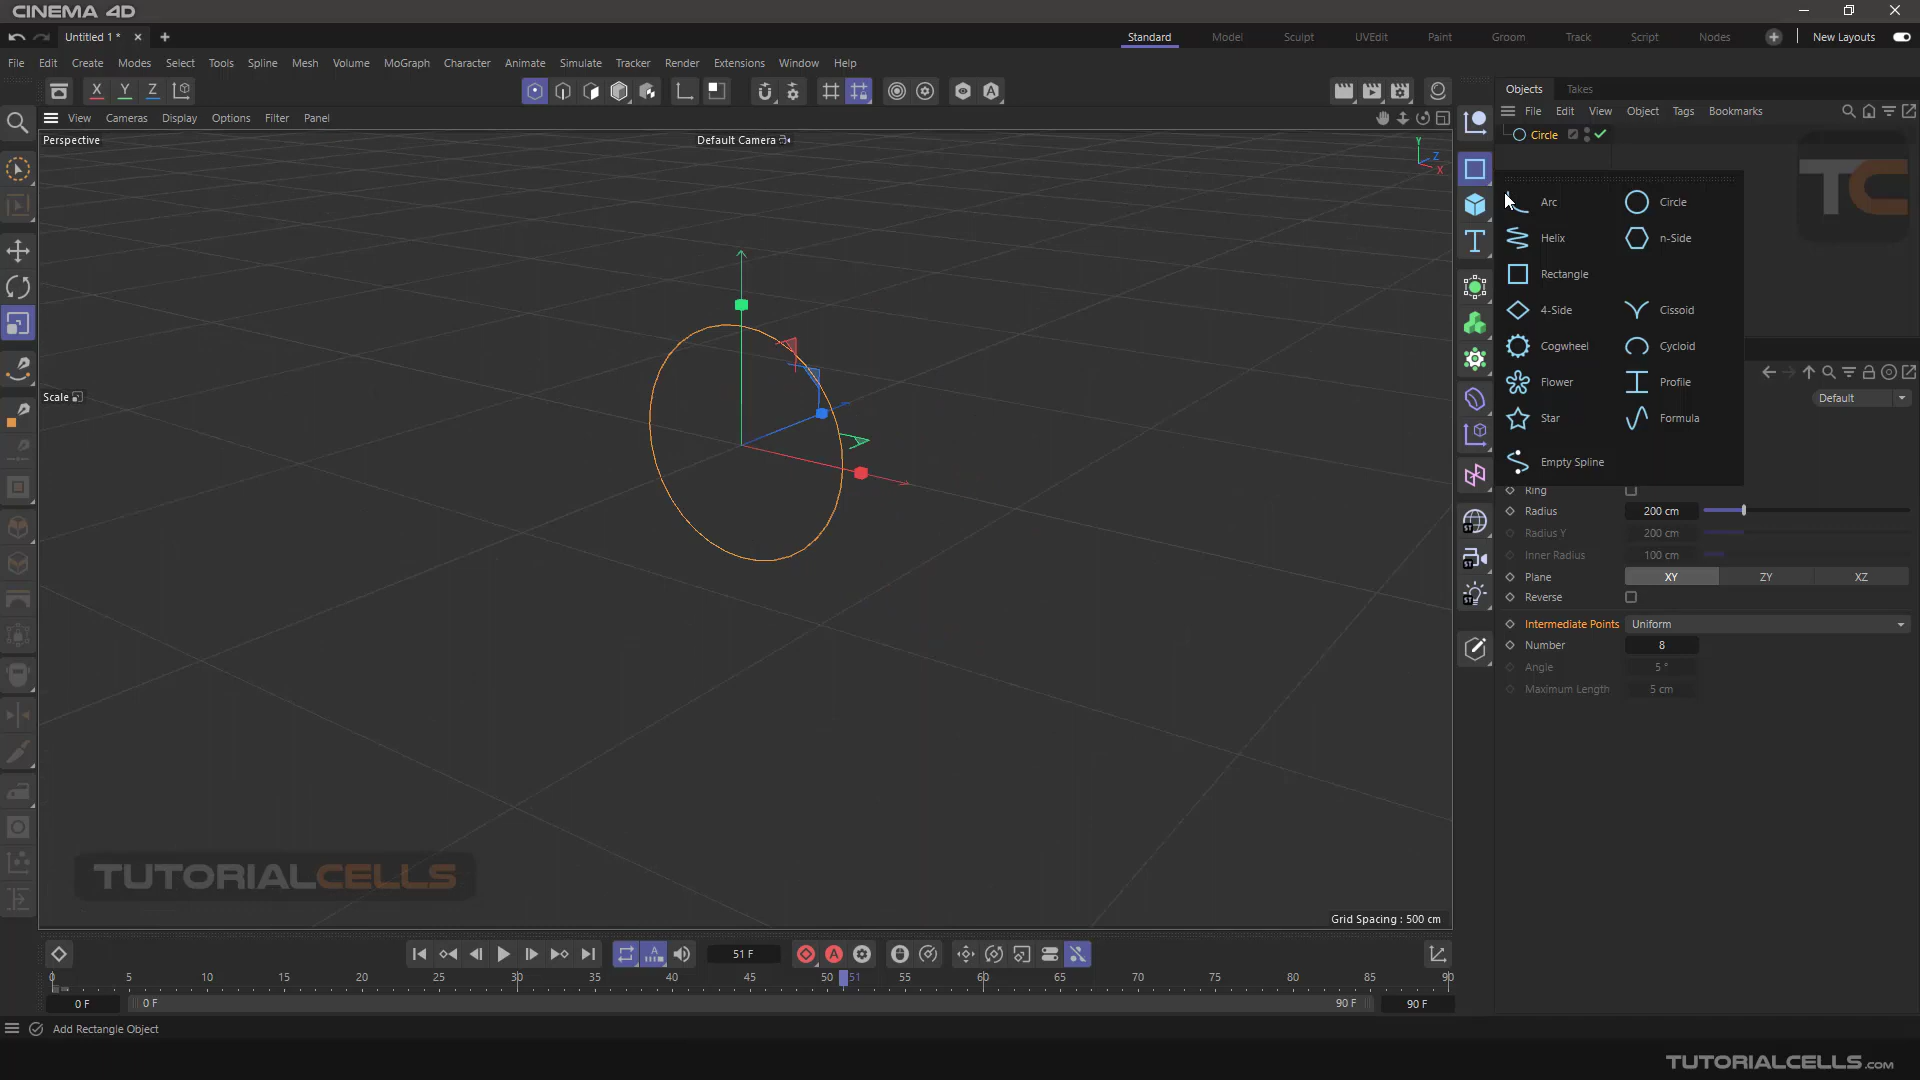 CINEMA 4D
Untitled 1 *
Standard Model Sculpt UVEdit Paint Groom Track Script Nodes New Layouts
File Edit Create Modes Select Tools Spline Mesh Volume MoGraph Character Animate Simulate Tracker Render Extensions Window Help
X Y Z
Objects Takes
View Cameras Display Options Filter Panel
File Edit View Object Tags Bookmarks
Perspective
Default Camera
Circle
Y
Z
X
TC
Arc Circle
Helix n-Side
Rectangle
4-Side Cissoid
Cogwheel Cycloid
Flower Profile
Star Formula
Empty Spline
Default
Scale
Ring
Radius 200 cm
Radius Y 200 cm
Inner Radius 100 cm
Plane XY ZY XZ
Reverse
Intermediate Points Uniform
Number 8
Angle 5 °
Maximum Length 5 cm
TUTORIALCELLS
Grid Spacing : 500 cm
51 F
0 5 10 15 20 25 30 35 40 45 50 51 55 60 65 70 75 80 85 90
0 F 0 F 90 F 90 F
Add Rectangle Object
TUTORIALCELLS.com